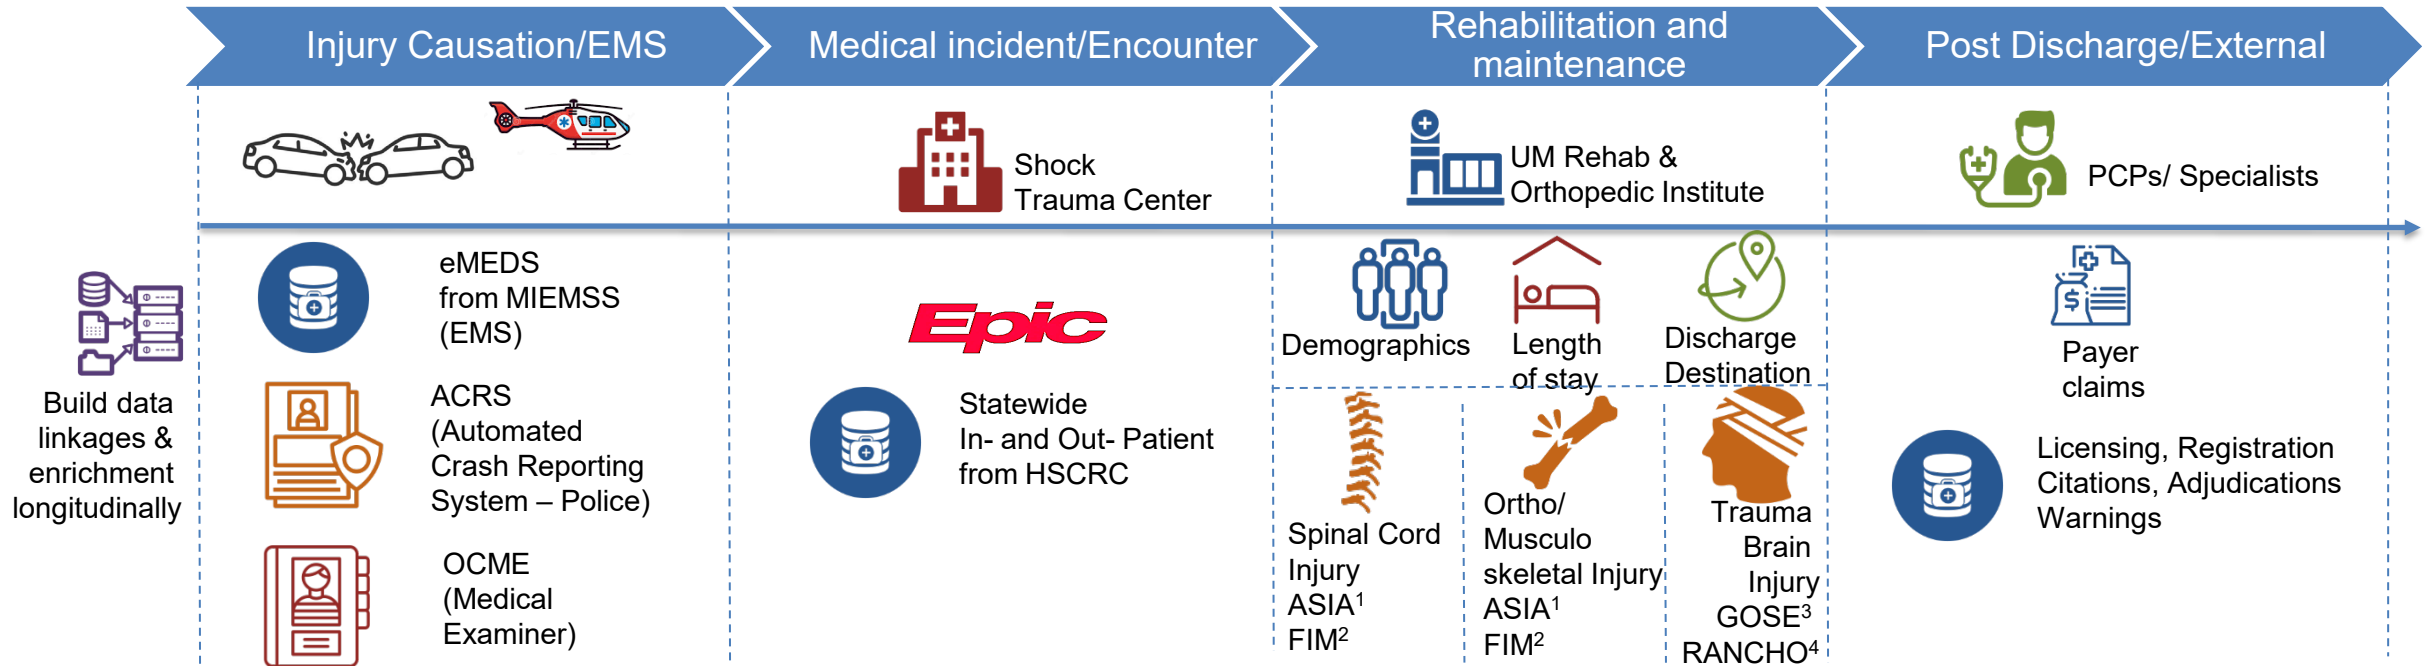 Injury Causation/EMS
Medical incident/Encounter
Rehabilitation and
maintenance
Post Discharge/External
Shock
Trauma Center
UM Rehab &
Orthopedic Institute
PCPs/ Specialists
Build data
linkages &
enrichment
longitudinally
eMEDS
from MIEMSS
(EMS)
ACRS
(Automated
Crash Reporting
System – Police)
OCME
(Medical
Examiner)
Epic
Statewide
In- and Out- Patient
from HSCRC
Demographics
Length
of stay
Discharge
Destination
Spinal Cord
Injury
ASIA¹
FIM²
Ortho/
Musculo
skeletal Injury
ASIA¹
FIM²
Trauma
Brain
Injury
GOSE³
RANCHO⁴
Payer
claims
Licensing, Registration
Citations, Adjudications
Warnings